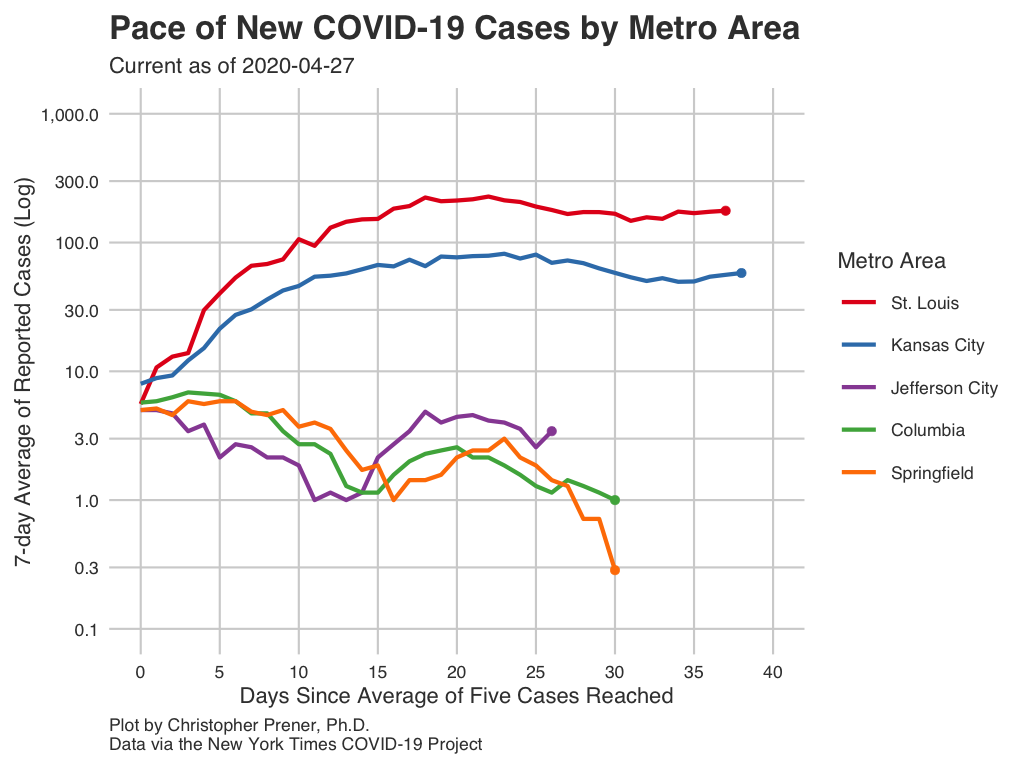 Pace of New COVID-19 Cases by Metro Area
Current as of 2020-04-27
7-day Average of Reported Cases (Log)
1,000.0
300.0
100.0
30.0
10.0
3.0
1.0
0.3
0.1
0 5 10 15 20 25 30 35 40
Days Since Average of Five Cases Reached
Metro Area
St. Louis
Kansas City
Jefferson City
Columbia
Springfield
Plot by Christopher Prener, Ph.D.
Data via the New York Times COVID-19 Project